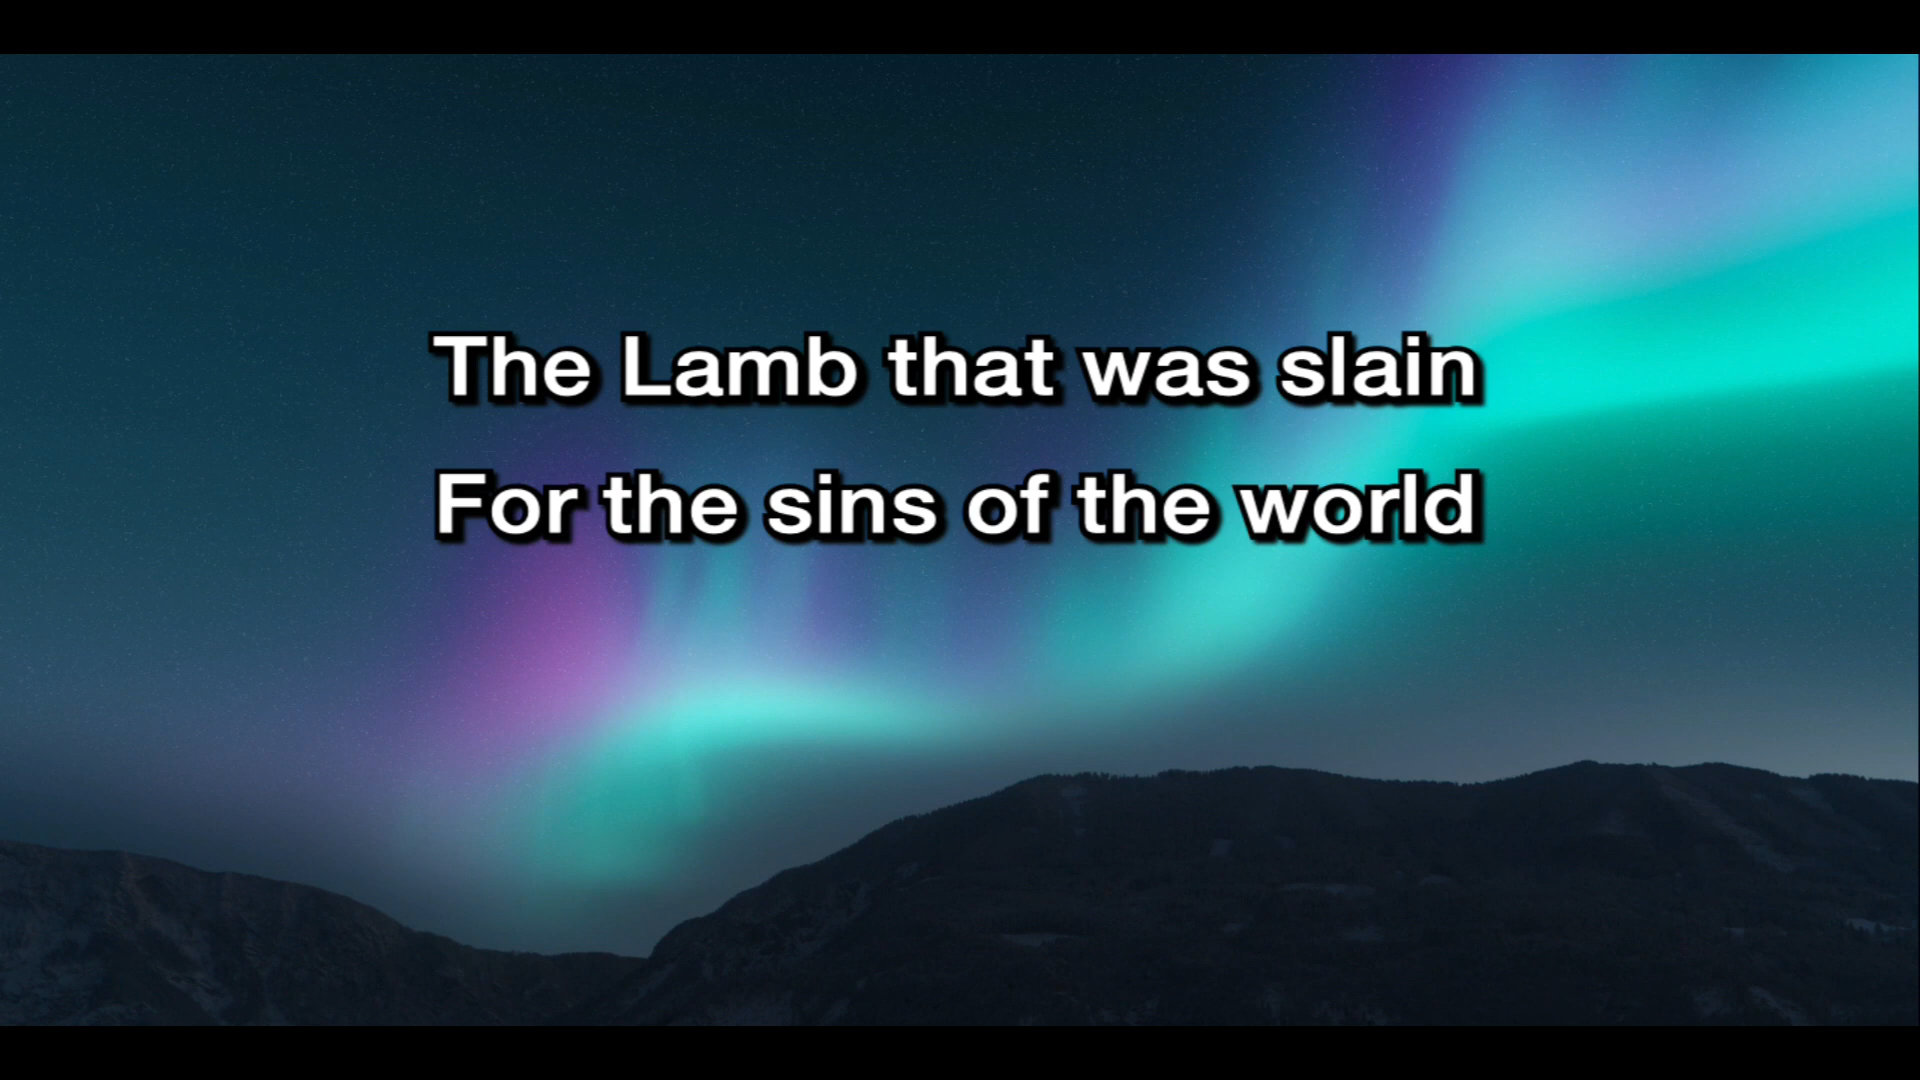 The Lamb that was slain
For the sins of the world